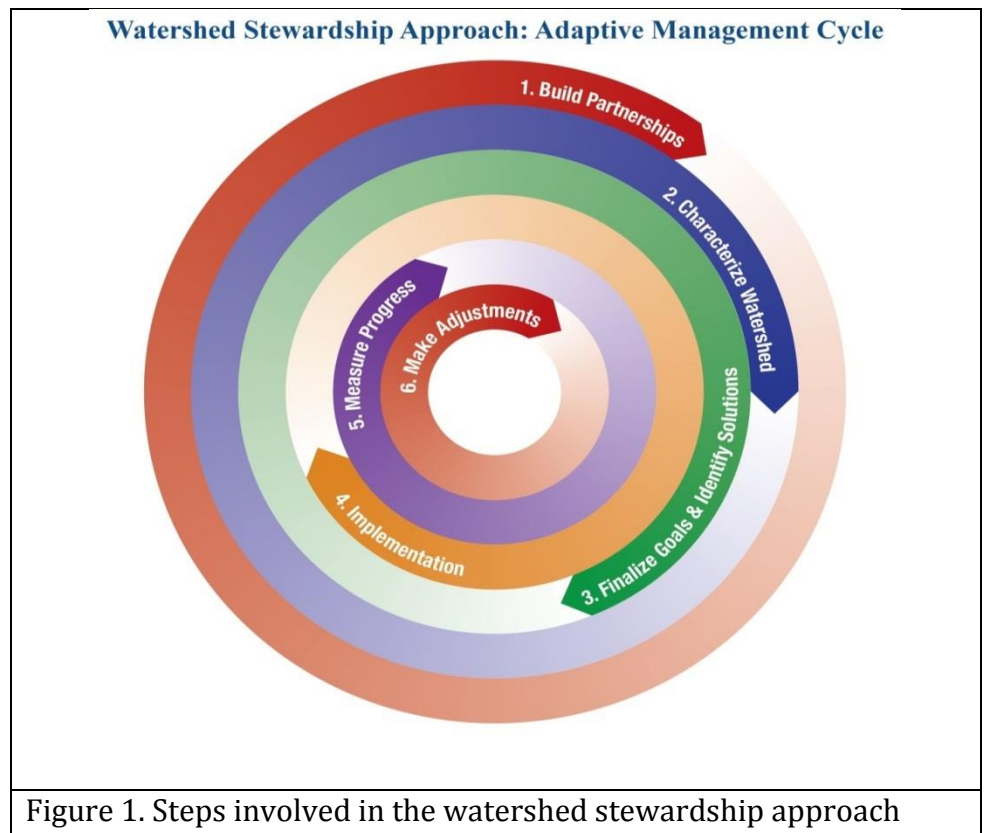 Watershed Stewardship Approach: Adaptive Management Cycle
1. Build Partnerships
2. Characterize Watershed
3. Finalize Goals & Identify Solutions
4. Implementation
5. Measure Progress
6. Make Adjustments
Figure 1. Steps involved in the watershed stewardship approach